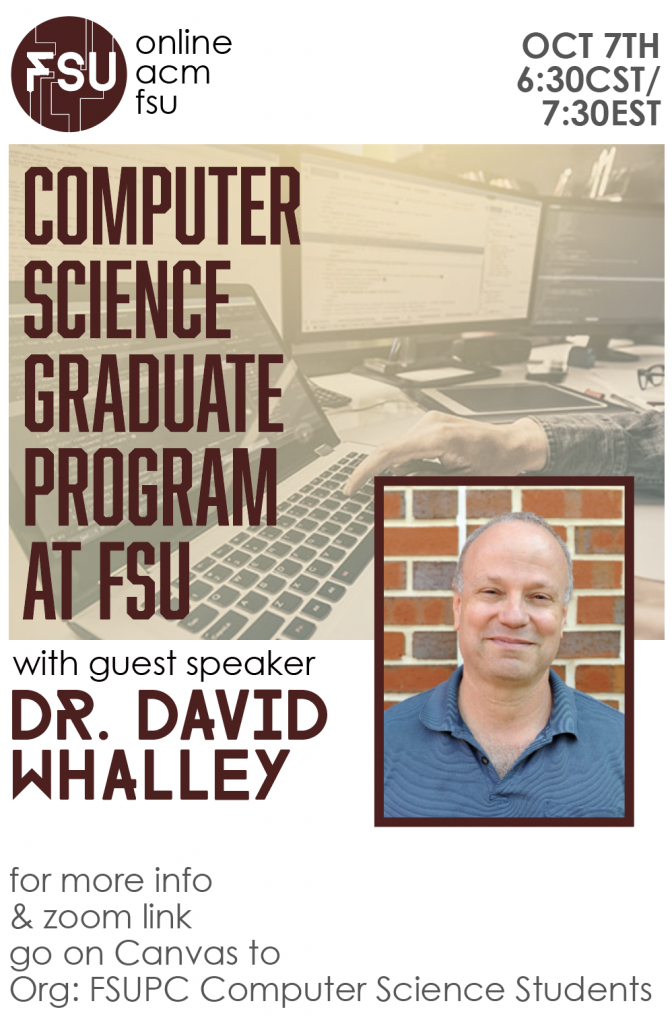 FSU
online
acm
fsu
OCT 7TH
6:30CST/
7:30EST
COMPUTER
SCIENCE
GRADUATE
PROGRAM
AT FSU
with guest speaker
DR. DAVID
WHALLEY
for more info
& zoom link
go on Canvas to
Org: FSUPC Computer Science Students